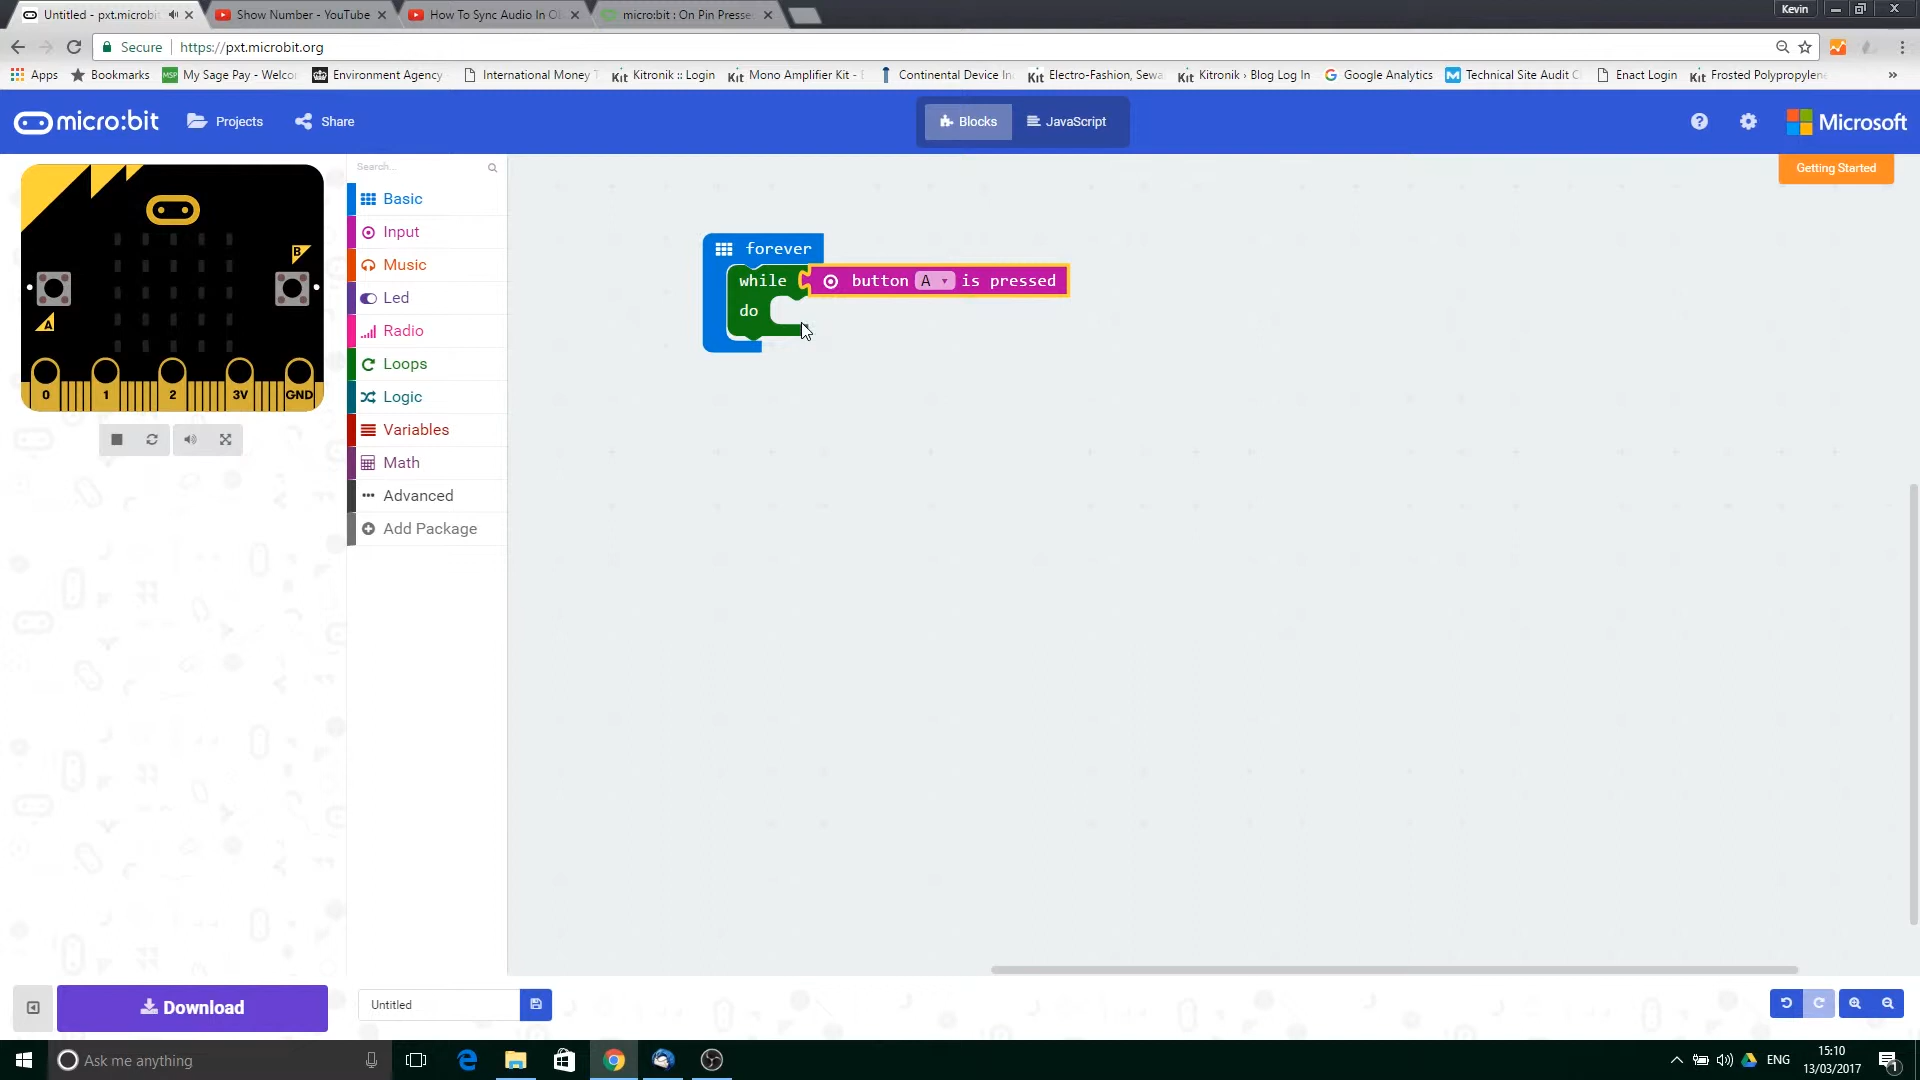 Untitled - pxt.microbi
Show Number - YouTube
How To Sync Audio In O
micro:bit : On Pin Presse
Kevin
Secure
https://pxt.microbit.org
Apps
Bookmarks
My Sage Pay - Welco
Environment Agency
International Money
Kitronik :: Login
Mono Amplifier Kit -
Continental Device In
Electro-Fashion, Sewa
Kitronik › Blog Log In
Google Analytics
Technical Site Audit
Enact Login
Frosted Polypropylen
micro:bit
Projects
Share
Blocks
JavaScript
Microsoft
Getting Started
Search...
Basic
Input
Music
Led
Radio
Loops
Logic
Variables
Math
Advanced
Add Package
B
A
0 1 2 3V GND
forever
while button A is pressed
do
Download
Untitled
Ask me anything
ENG
15:10
13/03/2017
1